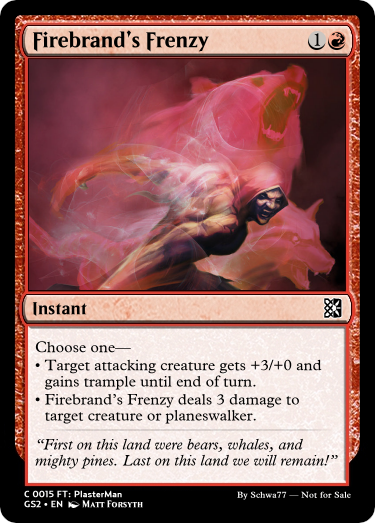 Firebrand's Frenzy 1
Instant
Choose one—
• Target attacking creature gets +3/+0 and
gains trample until end of turn.
• Firebrand's Frenzy deals 3 damage to
target creature or planeswalker.
“First on this land were bears, whales, and
mighty pines. Last on this land we will remain!”
C 0015 FT: PlasterMan
GS2 • EN Matt Forsyth
By Schwa77 — Not for Sale